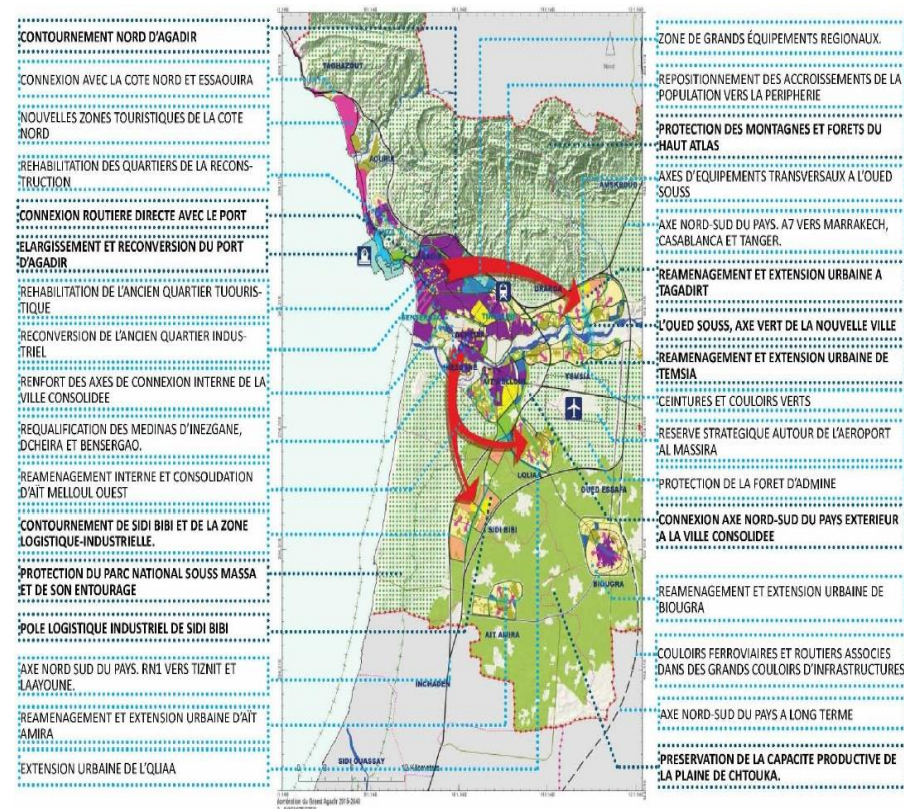 CONTOURNEMENT NORD D'AGADIR
CONNEXION AVEC LA COTE NORD ET ESSAOUIRA
NOUVELLES ZONES TOURISTIQUES DE LA COTE
NORD
REHABILITATION DES QUARTIERS DE LA RECONS-
TRUCTION
CONNEXION ROUTIERE DIRECTE AVEC LE PORT
ELARGISSEMENT ET RECONVERSION DU PORT
D'AGADIR
REHABILITATION DE L'ANCIEN QUARTIER TUOURIS-
TIQUE
RECONVERSION DE L'ANCIEN QUARTIER INDUS-
TRIEL
RENFORT DES AXES DE CONNEXION INTERNE DE LA
VILLE CONSOLIDEE
REQUALIFICATION DES MEDINAS D'INEZGANE,
DCHEIRA ET BENSERGAO.
REAMENAGEMENT INTERNE ET CONSOLIDATION
D'AÏT MELLOUL OUEST
CONTOURNEMENT DE SIDI BIBI ET DE LA ZONE
LOGISTIQUE-INDUSTRIELLE.
PROTECTION DU PARC NATIONAL SOUSS MASSA
ET DE SON ENTOURAGE
POLE LOGISTIQUE INDUSTRIEL DE SIDI BIBI
AXE NORD SUD DU PAYS. RN1 VERS TIZNIT ET
LAAYOUNE.
REAMENAGEMENT ET EXTENSION URBAINE D'AÏT
AMIRA
EXTENSION URBAINE DE L'QLIAA
TAGHAZOUT
AOURIR
AMSKROUD
DRARGA
TEMSIA
LQLIAA
OUED ESSAFA
SIDI BIBI
BIOUGRA
AIT AMIRA
INCHADEN
SIDI OUASSAY
Nord
12 Kilometers
ZONE DE GRANDS ÉQUIPEMENTS REGIONAUX.
REPOSITIONNEMENT DES ACCROISSEMENTS DE LA
POPULATION VERS LA PERIPHERIE
PROTECTION DES MONTAGNES ET FORETS DU
HAUT ATLAS
AXES D'EQUIPEMENTS TRANSVERSAUX A L'OUED
SOUSS
AXE NORD-SUD DU PAYS. A7 VERS MARRAKECH,
CASABLANCA ET TANGER.
REAMENAGEMENT ET EXTENSION URBAINE A
TAGADIRT
L'OUED SOUSS, AXE VERT DE LA NOUVELLE VILLE
REAMENAGEMENT ET EXTENSION URBAINE DE
TEMSIA
CEINTURES ET COULOIRS VERTS
RESERVE STRATEGIQUE AUTOUR DE L'AEROPORT
AL MASSIRA
PROTECTION DE LA FORET D'ADMINE
CONNEXION AXE NORD-SUD DU PAYS EXTERIEUR
A LA VILLE CONSOLIDEE
REAMENAGEMENT ET EXTENSION URBAINE DE
BIOUGRA
COULOIRS FERROVIAIRES ET ROUTIERS ASSOCIES
DANS DES GRANDS COULOIRS D'INFRASTRUCTURES
AXE NORD-SUD DU PAYS A LONG TERME
PRESERVATION DE LA CAPACITE PRODUCTIVE DE
LA PLAINE DE CHTOUKA.